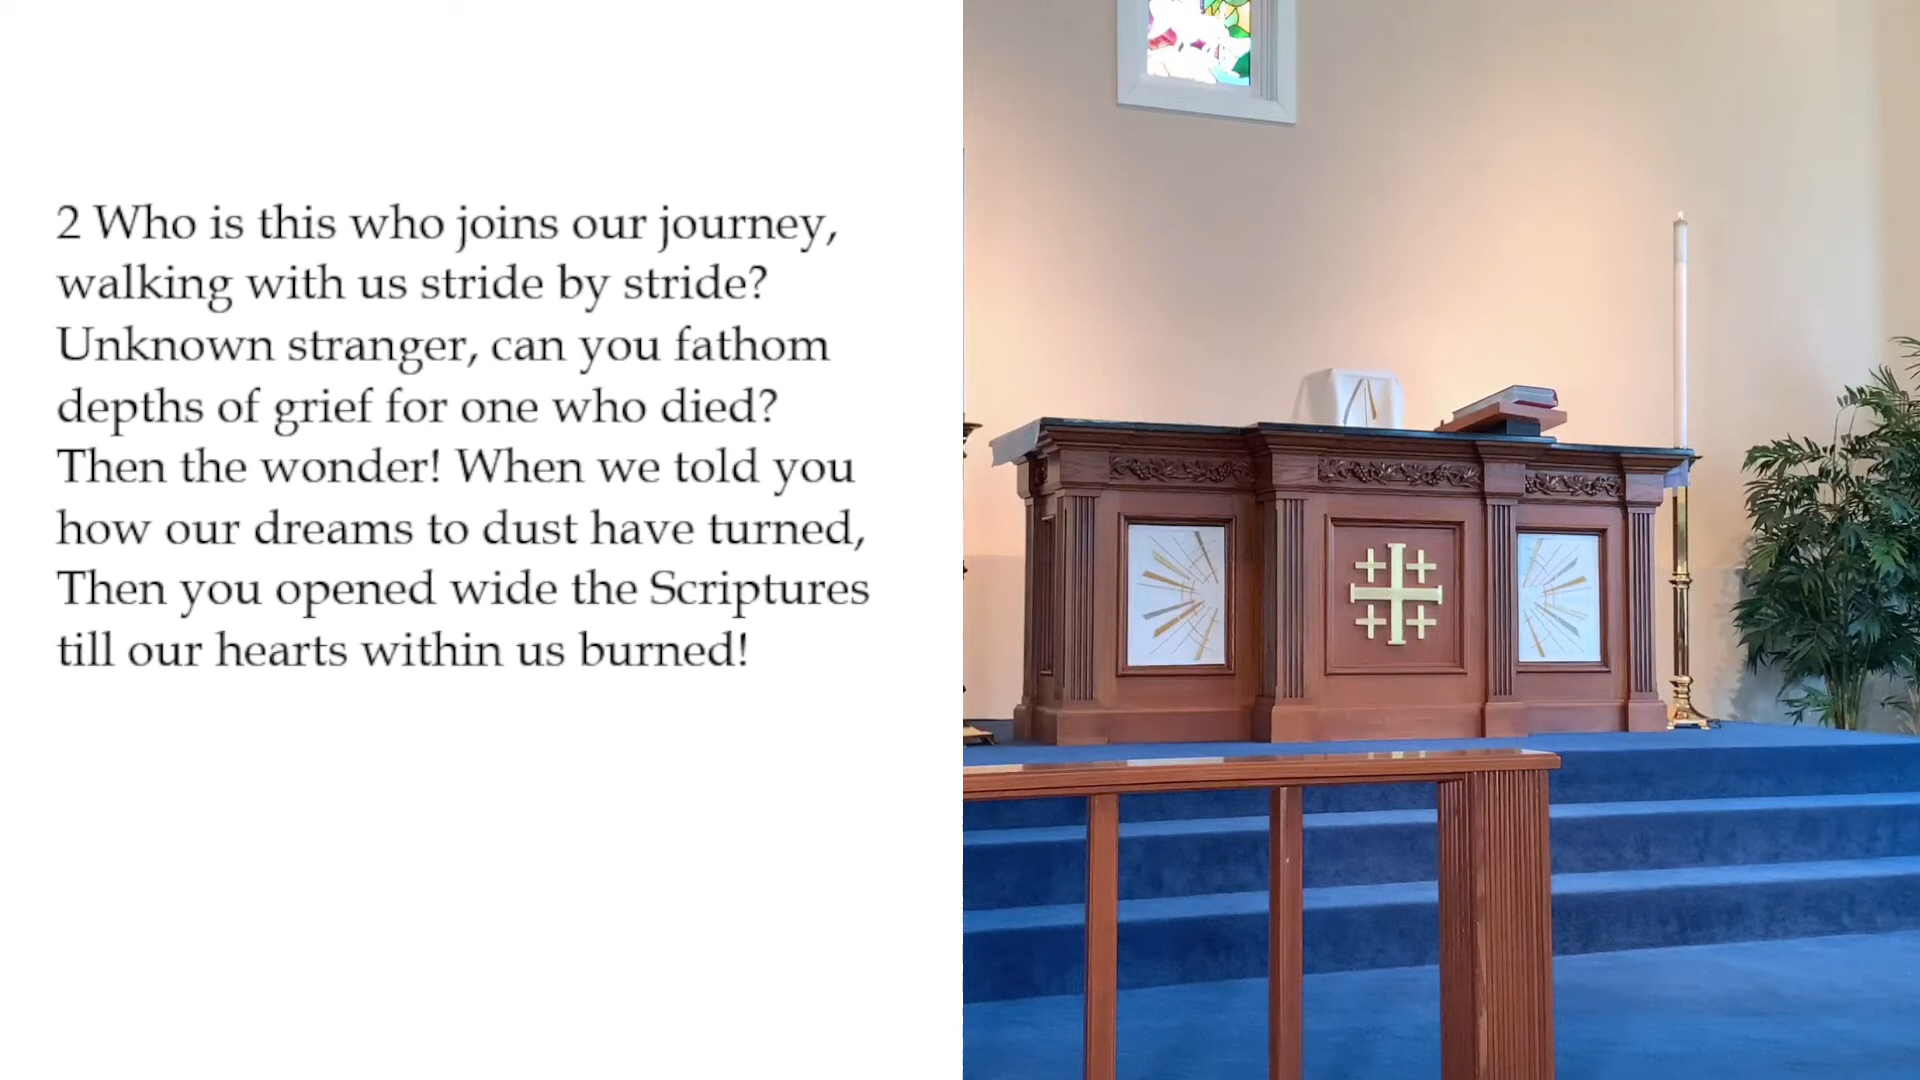 2 Who is this who joins our journey,
walking with us stride by stride?
Unknown stranger, can you fathom
depths of grief for one who died?
Then the wonder! When we told you
how our dreams to dust have turned,
Then you opened wide the Scriptures
till our hearts within us burned!